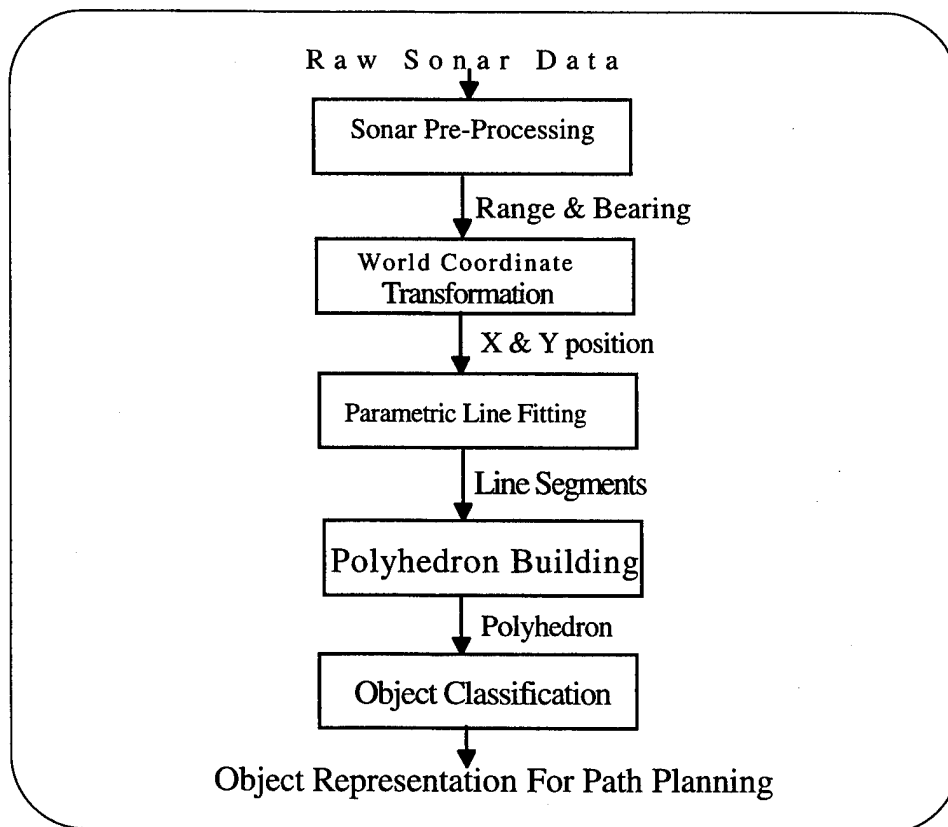 Raw Sonar Data
Sonar Pre-Processing
Range & Bearing
World Coordinate
Transformation
X & Y position
Parametric Line Fitting
Line Segments
Polyhedron Building
Polyhedron
Object Classification
Object Representation For Path Planning